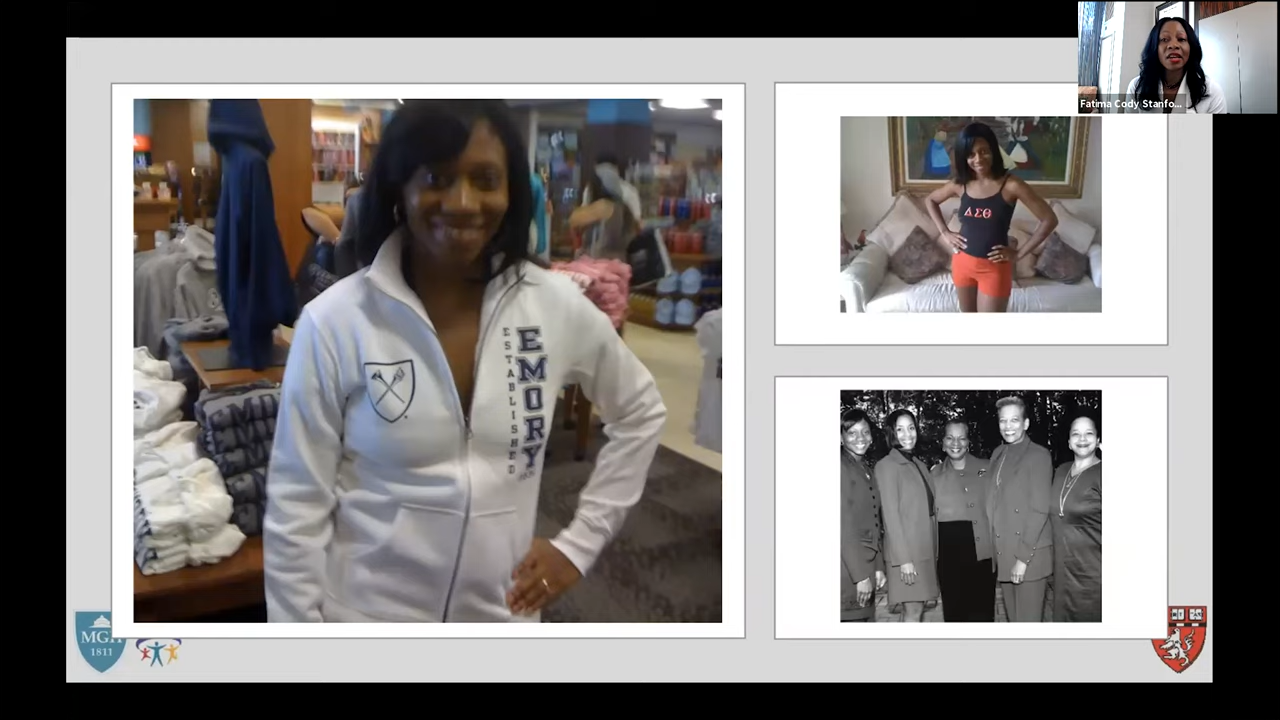 Fatima Cody Stanfo...
ΔΣΘ
ESTABLISHED
EMORY
MGH
1811